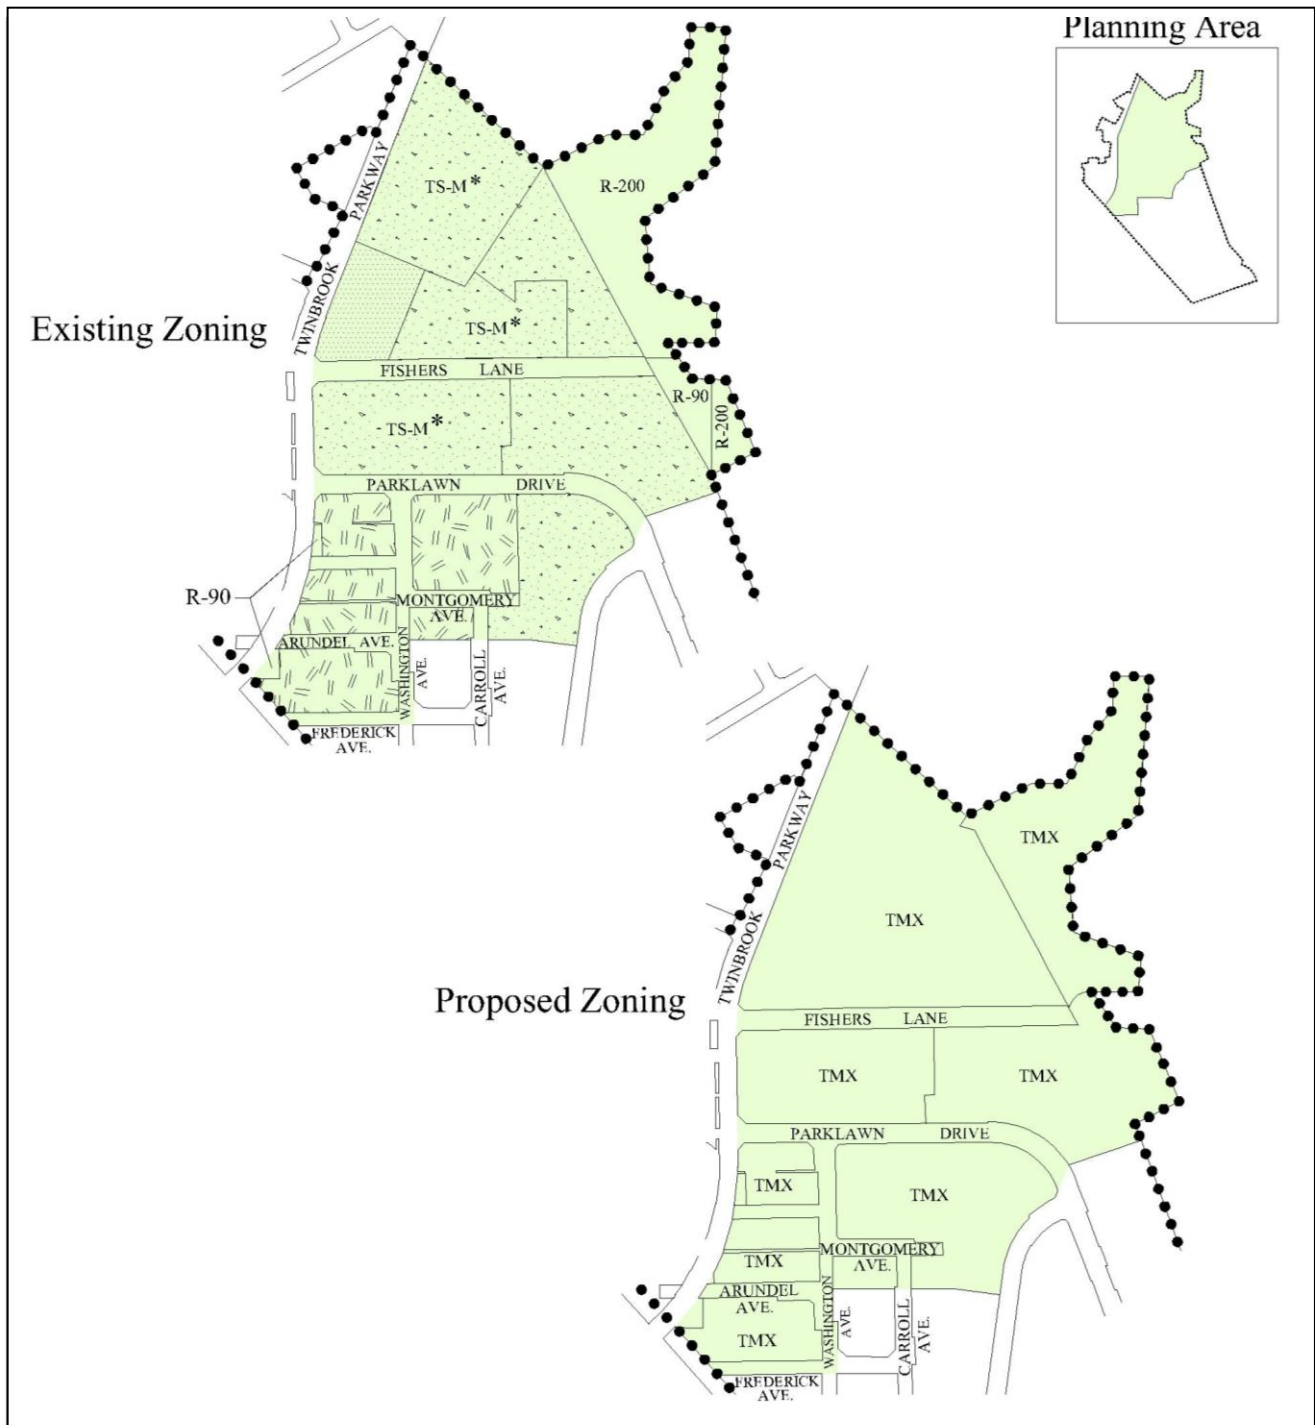 Planning Area
Existing Zoning
TWINBROOK PARKWAY
TS-M*
R-200
TS-M*
FISHERS LANE
R-90
R-200
TS-M*
PARKLAWN DRIVE
R-90
MONTGOMERY
AVE.
ARUNDEL AVE.
WASHINGTON
AVE.
CARROLL
AVE.
FREDERICK
AVE.
Proposed Zoning
TWINBROOK PARKWAY
TMX
TMX
FISHERS LANE
TMX
TMX
PARKLAWN DRIVE
TMX
TMX
MONTGOMERY
AVE.
TMX
ARUNDEL
AVE.
WASHINGTON
AVE.
CARROLL
AVE.
TMX
FREDERICK
AVE.